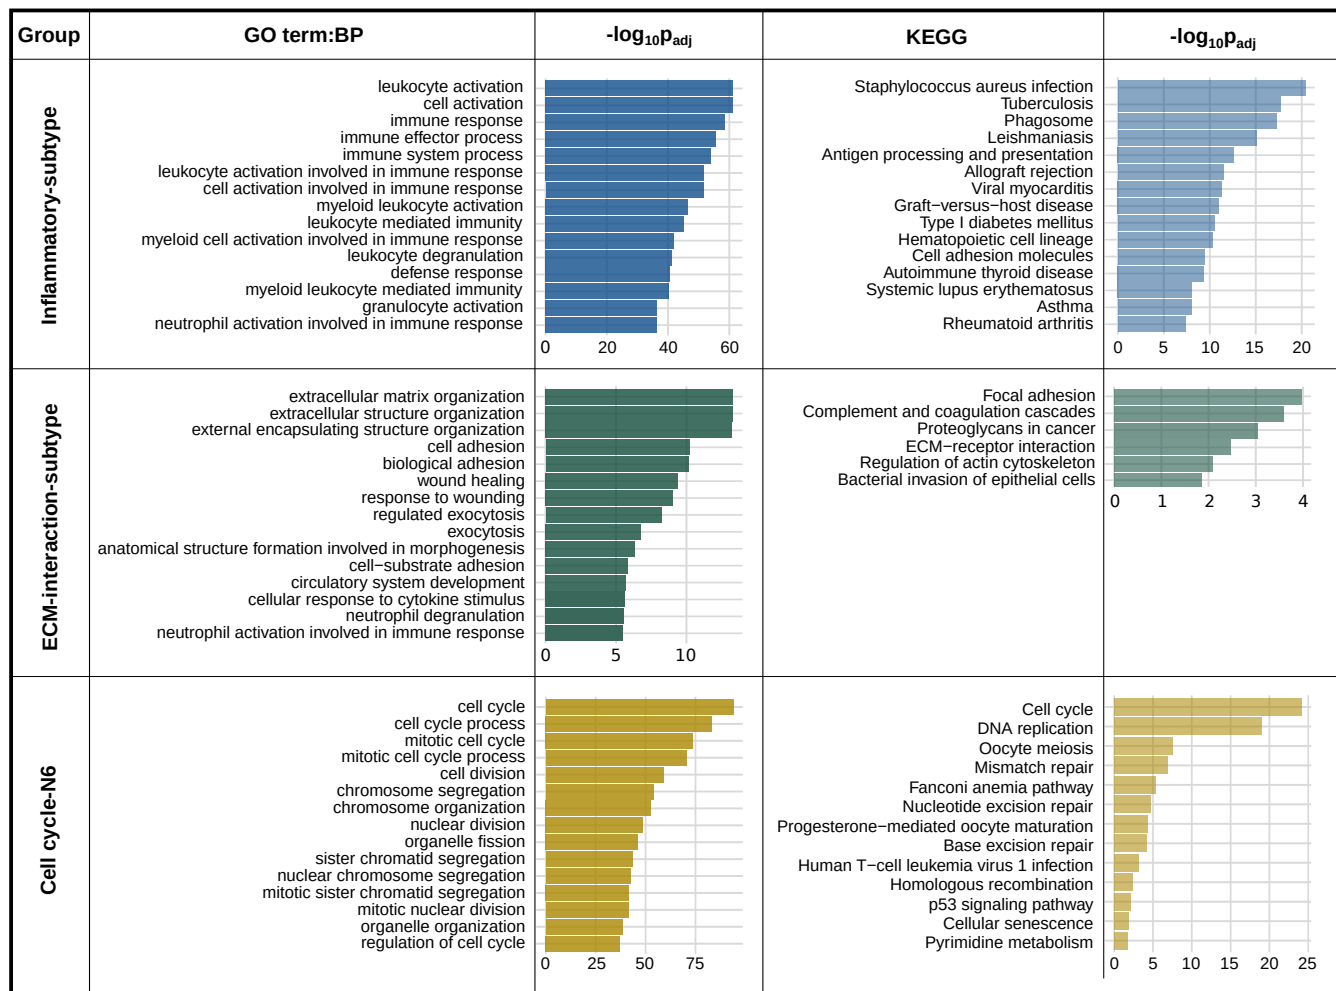 Group
GO term:BP
-log10padj
KEGG
-log10padj
Inflammatory-subtype
leukocyte activation
cell activation
immune response
immune effector process
immune system process
leukocyte activation involved in immune response
cell activation involved in immune response
myeloid leukocyte activation
leukocyte mediated immunity
myeloid cell activation involved in immune response
leukocyte degranulation
defense response
myeloid leukocyte mediated immunity
granulocyte activation
neutrophil activation involved in immune response
0 20 40 60
Staphylococcus aureus infection
Tuberculosis
Phagosome
Leishmaniasis
Antigen processing and presentation
Allograft rejection
Viral myocarditis
Graft−versus−host disease
Type I diabetes mellitus
Hematopoietic cell lineage
Cell adhesion molecules
Autoimmune thyroid disease
Systemic lupus erythematosus
Asthma
Rheumatoid arthritis
0 5 10 15 20
ECM-interaction-subtype
extracellular matrix organization
extracellular structure organization
external encapsulating structure organization
cell adhesion
biological adhesion
wound healing
response to wounding
regulated exocytosis
exocytosis
anatomical structure formation involved in morphogenesis
cell−substrate adhesion
circulatory system development
cellular response to cytokine stimulus
neutrophil degranulation
neutrophil activation involved in immune response
0 5 10
Focal adhesion
Complement and coagulation cascades
Proteoglycans in cancer
ECM−receptor interaction
Regulation of actin cytoskeleton
Bacterial invasion of epithelial cells
0 1 2 3 4
Cell cycle-N6
cell cycle
cell cycle process
mitotic cell cycle
mitotic cell cycle process
cell division
chromosome segregation
chromosome organization
nuclear division
organelle fission
sister chromatid segregation
nuclear chromosome segregation
mitotic sister chromatid segregation
mitotic nuclear division
organelle organization
regulation of cell cycle
0 25 50 75
Cell cycle
DNA replication
Oocyte meiosis
Mismatch repair
Fanconi anemia pathway
Nucleotide excision repair
Progesterone−mediated oocyte maturation
Base excision repair
Human T−cell leukemia virus 1 infection
Homologous recombination
p53 signaling pathway
Cellular senescence
Pyrimidine metabolism
0 5 10 15 20 25